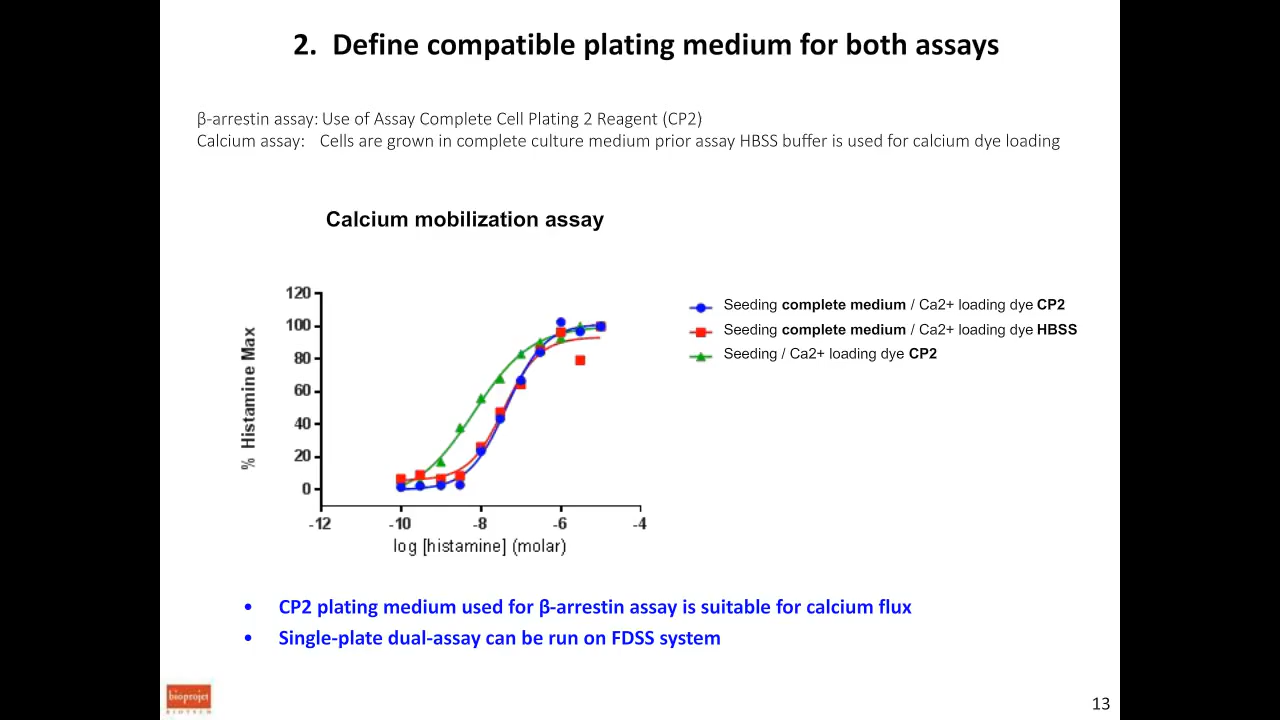 2. Define compatible plating medium for both assays
β-arrestin assay: Use of Assay Complete Cell Plating 2 Reagent (CP2)
Calcium assay: Cells are grown in complete culture medium prior assay HBSS buffer is used for calcium dye loading
Calcium mobilization assay
% Histamine Max
120
100
80
60
40
20
0
-12 -10 -8 -6 -4
log [histamine] (molar)
Seeding complete medium / Ca2+ loading dye CP2
Seeding complete medium / Ca2+ loading dye HBSS
Seeding / Ca2+ loading dye CP2
• CP2 plating medium used for β-arrestin assay is suitable for calcium flux
• Single-plate dual-assay can be run on FDSS system
bioprojet
BIOTECH
13